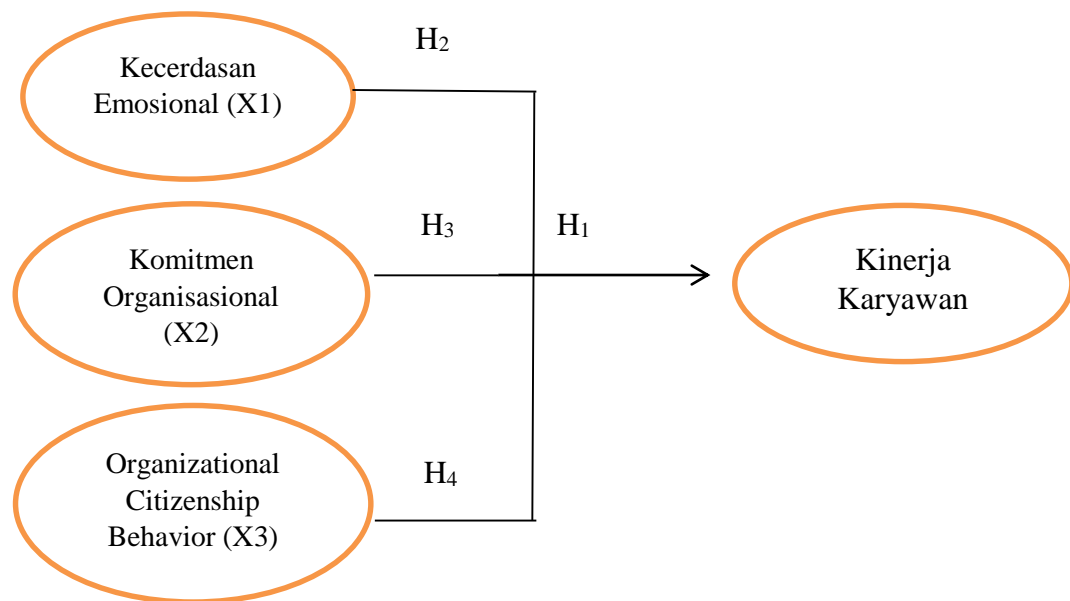 H₂
Kecerdasan
Emosional (X1)
H₃
H₁
Komitmen
Organisasional
(X2)
Kinerja
Karyawan
H₄
Organizational
Citizenship
Behavior (X3)